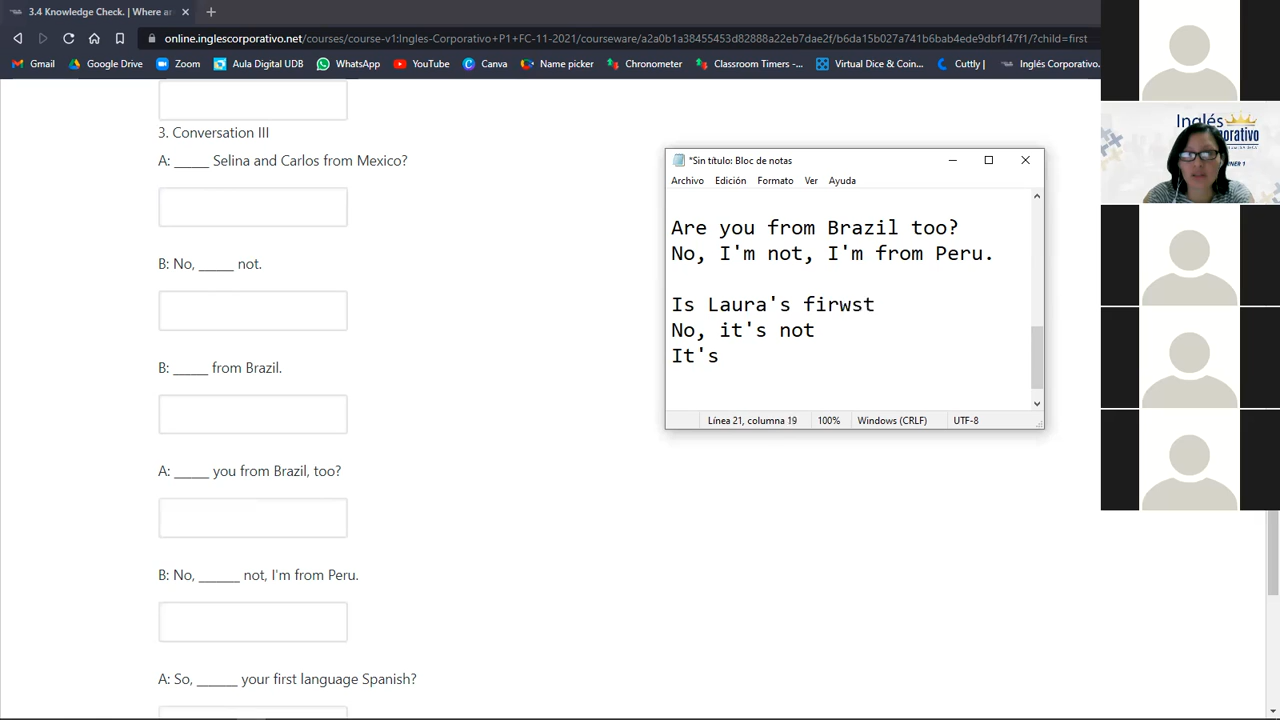 3.4 Knowledge Check. | Where ar
online.inglescorporativo.net/courses/course-v1:Ingles-Corporativo+P1+FC-11-2021/courseware/a2a0b1a38455453d82888a22eb7dae2f/b6da15b027a741b6bab4ede9dbf147f1/?child=first
Gmail Google Drive Zoom Aula Digital UDB WhatsApp YouTube Canva Name picker Chronometer Classroom Timers -... Virtual Dice & Coin... Cuttly | Inglés Corporativo.
3. Conversation III
A: _____ Selina and Carlos from Mexico?
B: No, _____ not.
B: _____ from Brazil.
A: _____ you from Brazil, too?
B: No, ______ not, I'm from Peru.
A: So, ______ your first language Spanish?
*Sin título: Bloc de notas
Archivo Edición Formato Ver Ayuda
Are you from Brazil too?
No, I'm not, I'm from Peru.
Is Laura's firwst
No, it's not
It's
Línea 21, columna 19 100% Windows (CRLF) UTF-8
Inglés